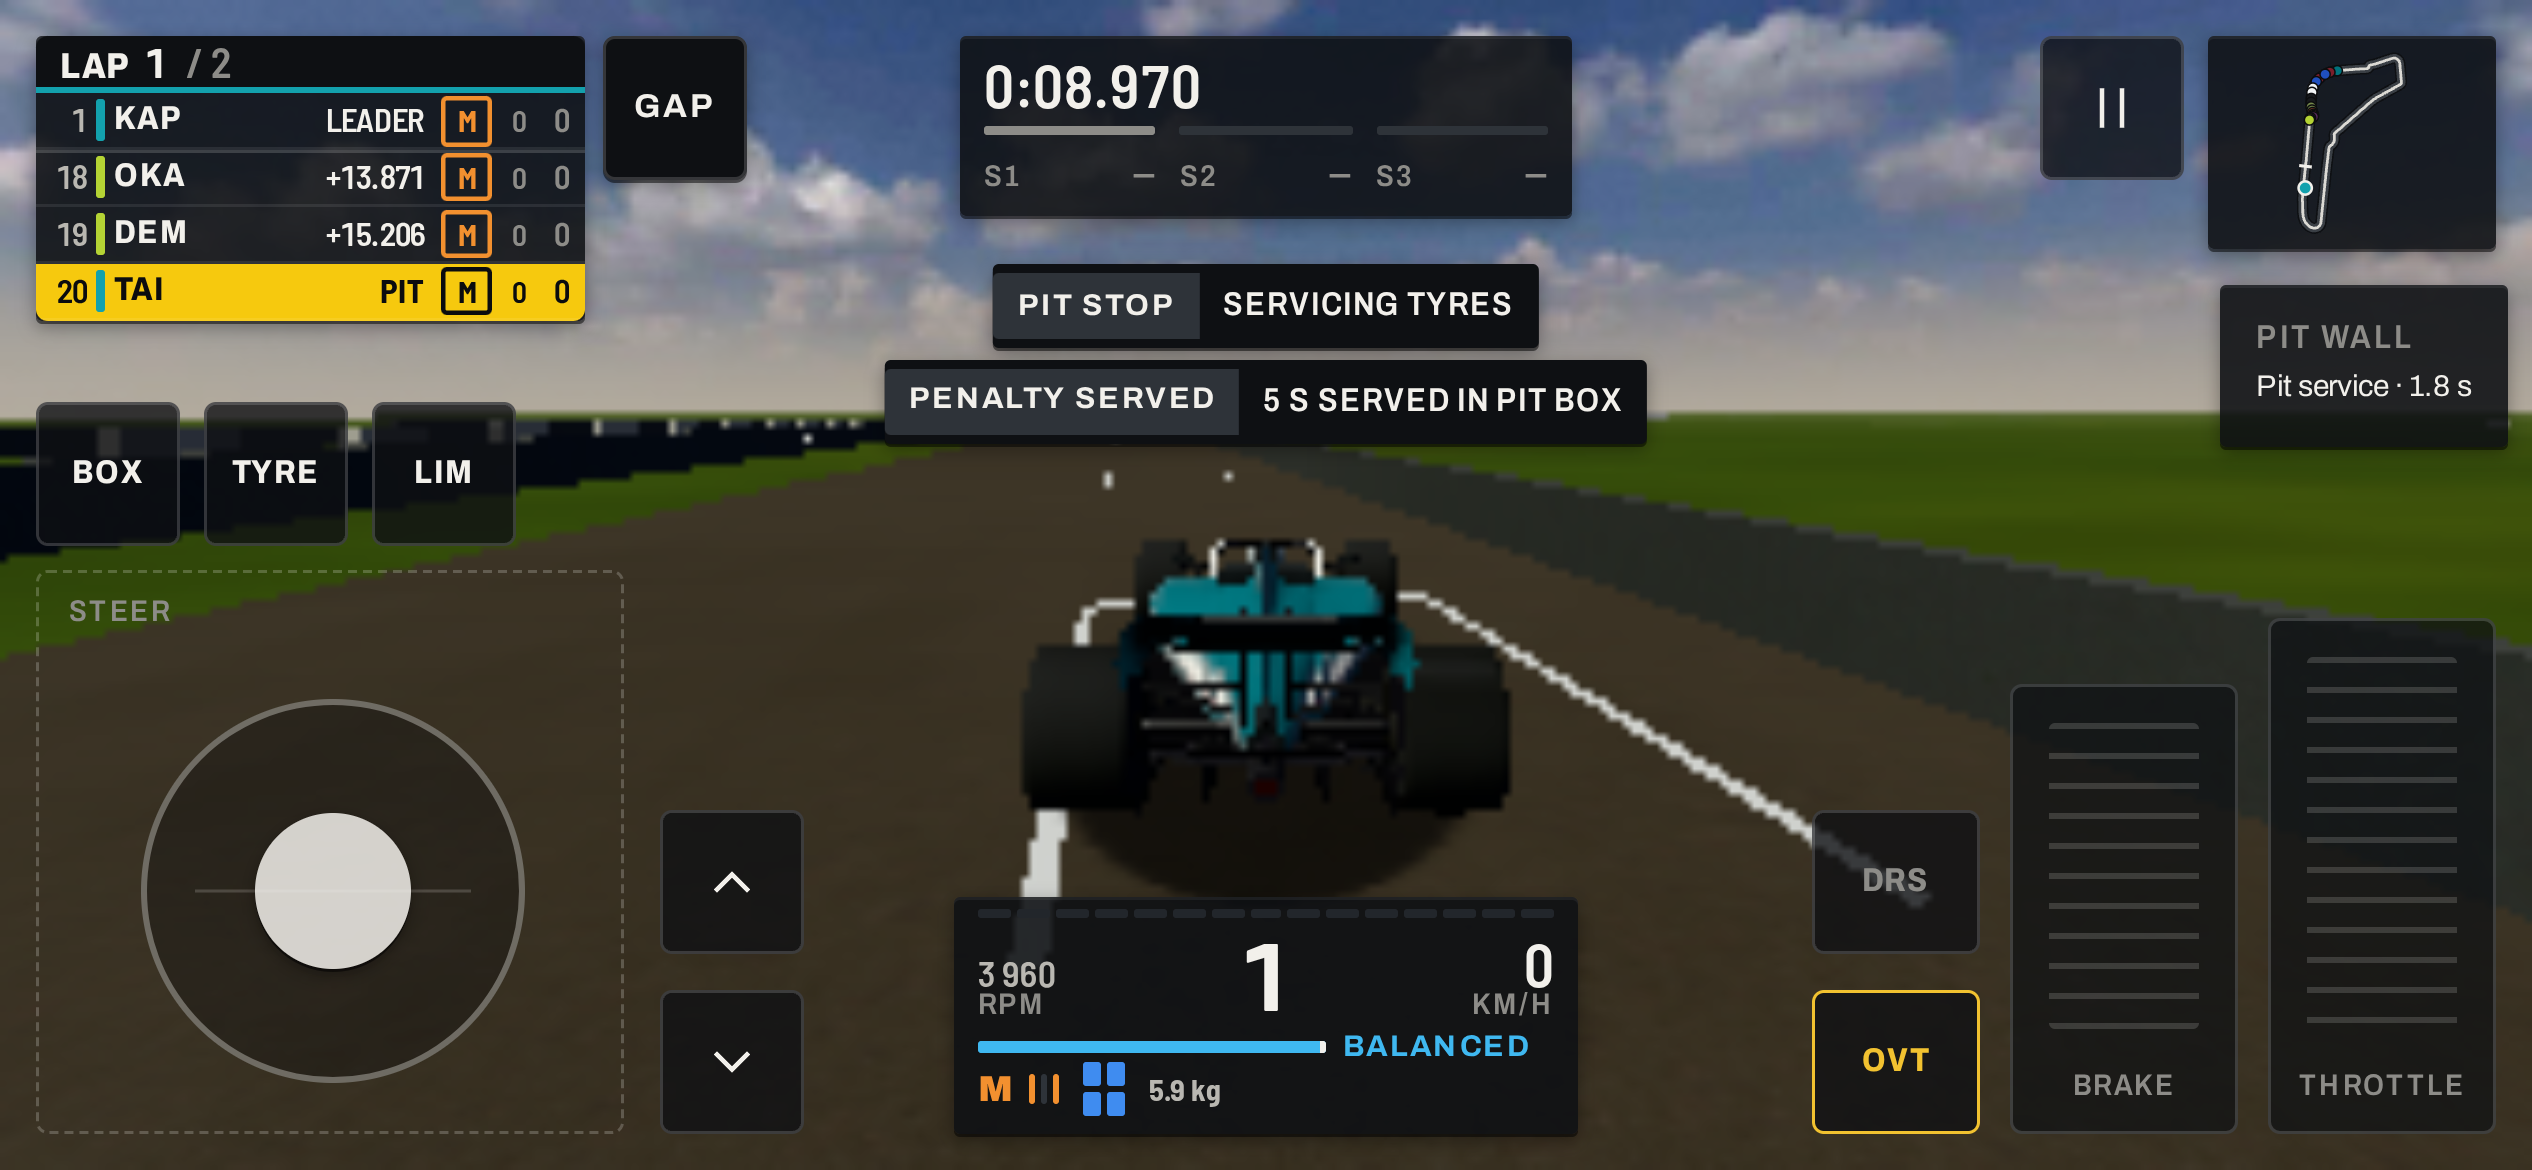 LAP 1 / 2
1 KAP LEADER M 0 0
18 OKA +13.871 M 0 0
19 DEM +15.206 M 0 0
20 TAI PIT M 0 0
GAP
0:08.970
S1 — S2 — S3 —
PIT STOP SERVICING TYRES
PENALTY SERVED 5 S SERVED IN PIT BOX
PIT WALL
Pit service · 1.8 s
BOX TYRE LIM
STEER
DRS
OVT
BRAKE
THROTTLE
3 960 1 0
RPM KM/H
BALANCED
M 5.9 kg